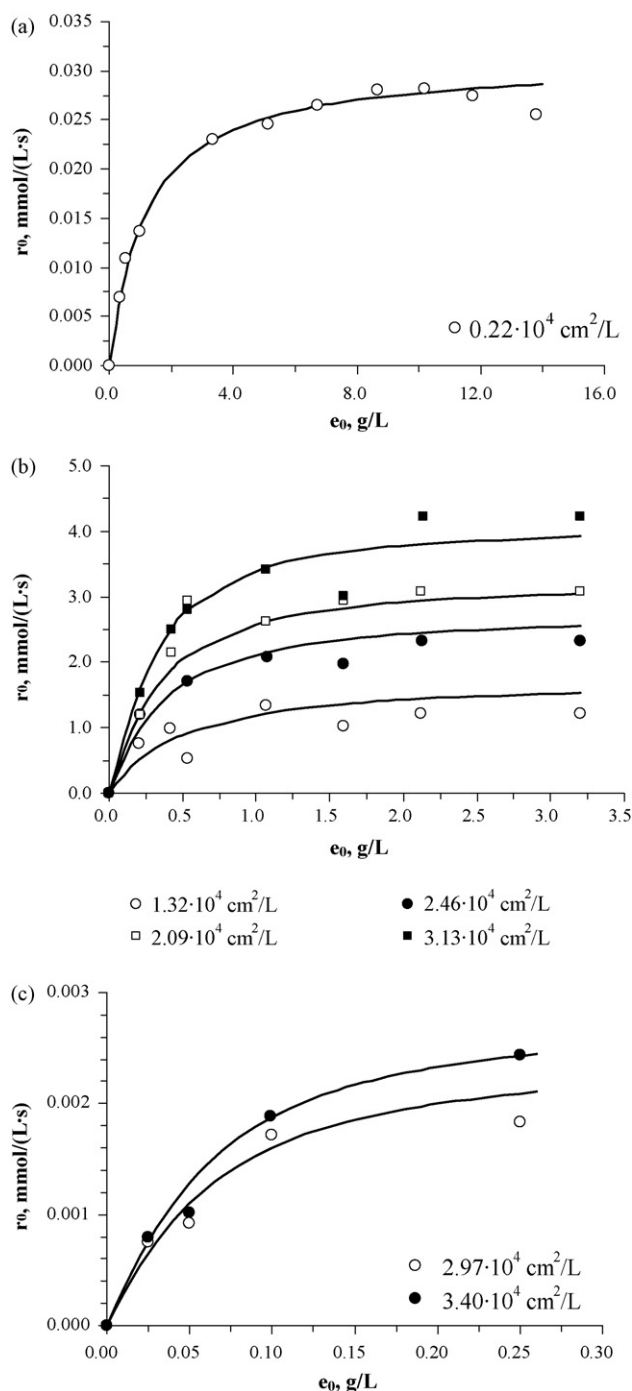 (a)
0.035
0.030
0.025
0.020
0.015
0.010
0.005
0.000
r₀, mmol/(L·s)
0.0 4.0 8.0 12.0 16.0
e₀, g/L
0.22·10⁴ cm²/L
(b)
5.0
4.0
3.0
2.0
1.0
0.0
r₀, mmol/(L·s)
0.0 0.5 1.0 1.5 2.0 2.5 3.0 3.5
e₀, g/L
1.32·10⁴ cm²/L 2.46·10⁴ cm²/L
2.09·10⁴ cm²/L 3.13·10⁴ cm²/L
(c)
0.003
0.002
0.001
0.000
r₀, mmol/(L·s)
0.00 0.05 0.10 0.15 0.20 0.25 0.30
e₀, g/L
2.97·10⁴ cm²/L
3.40·10⁴ cm²/L